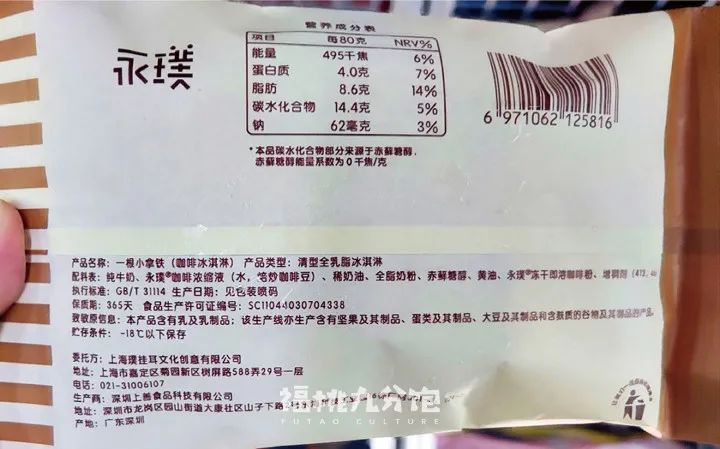 营养成分表
项目 每80克 NRV%
能量 495千焦 6%
蛋白质 4.0克 7%
脂肪 8.6克 14%
碳水化合物 14.4克 5%
钠 62毫克 3%
*本品碳水化合物部分来源于赤藓糖醇,
赤藓糖醇能量系数为0千焦/克
永璞
6 971062 125816
产品名称: 一根小拿铁 (咖啡冰淇淋) 产品类型: 清型全乳脂冰淇淋
配料表: 纯牛奶、永璞®咖啡浓缩液 (水, 焙炒咖啡豆) 、稀奶油、全脂奶粉、赤藓糖醇、黄油、永璞®冻干即溶咖啡粉、增稠剂 (412,
执行标准: GB/T 31114 生产日期: 见包装喷码
保质期: 365天 食品生产许可证编号: SC11044030704338
致敏原信息: 本产品含有乳及乳制品; 该生产线亦生产含有坚果及其制品、蛋类及其制品、大豆及其制品和含麸质的谷物及其制品的产品。
贮存条件: -18℃以下保存
委托方: 上海璞挂耳文化创意有限公司
地址: 上海市嘉定区菊园新区树屏路588弄29号一层
电话: 021-31006107
生产商: 深圳上善食品科技有限公司
地址: 深圳市龙岗区园山街道大康社区山子下路
产地: 广东深圳
福桃九分饱
FUTAO CULTURE